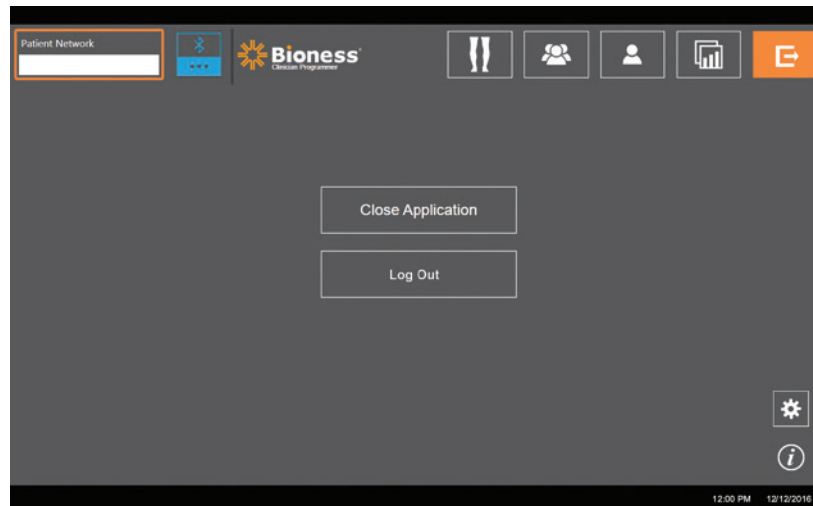 Patient Network
Bioness
Clinician Programmer
Close Application
Log Out
12:00 PM 12/12/2016